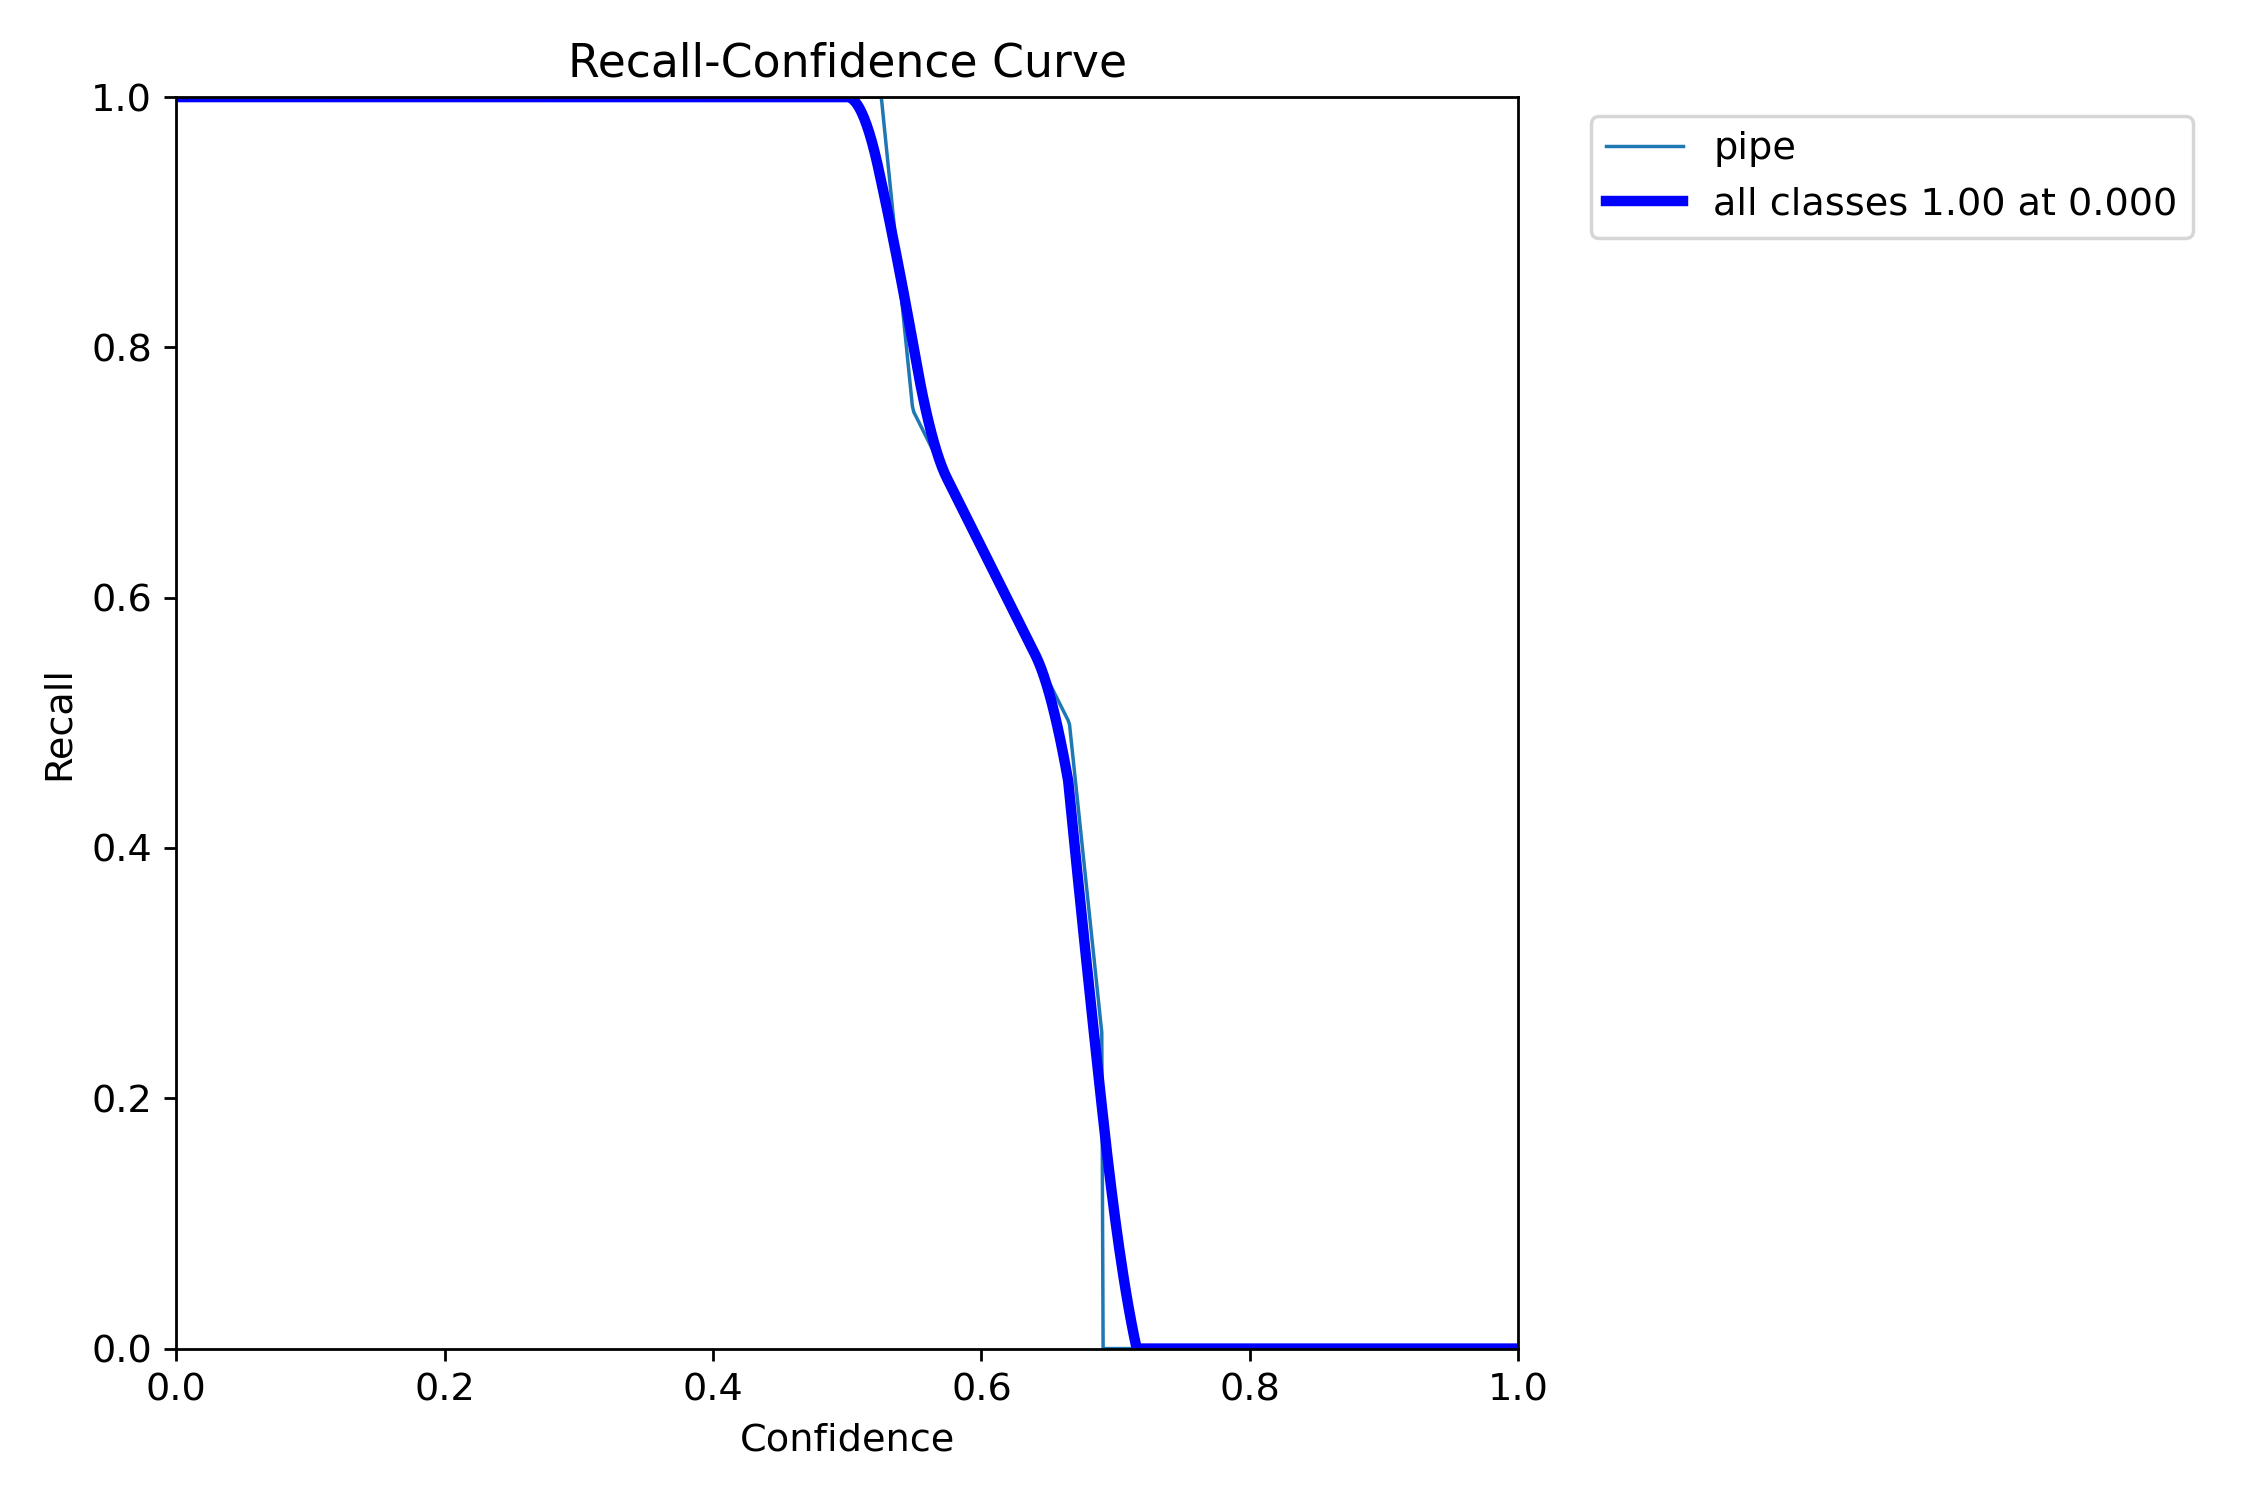 Recall-Confidence Curve
1.0
0.8
0.6
0.4
0.2
0.0
Recall
0.0 0.2 0.4 0.6 0.8 1.0
Confidence
pipe
all classes 1.00 at 0.000